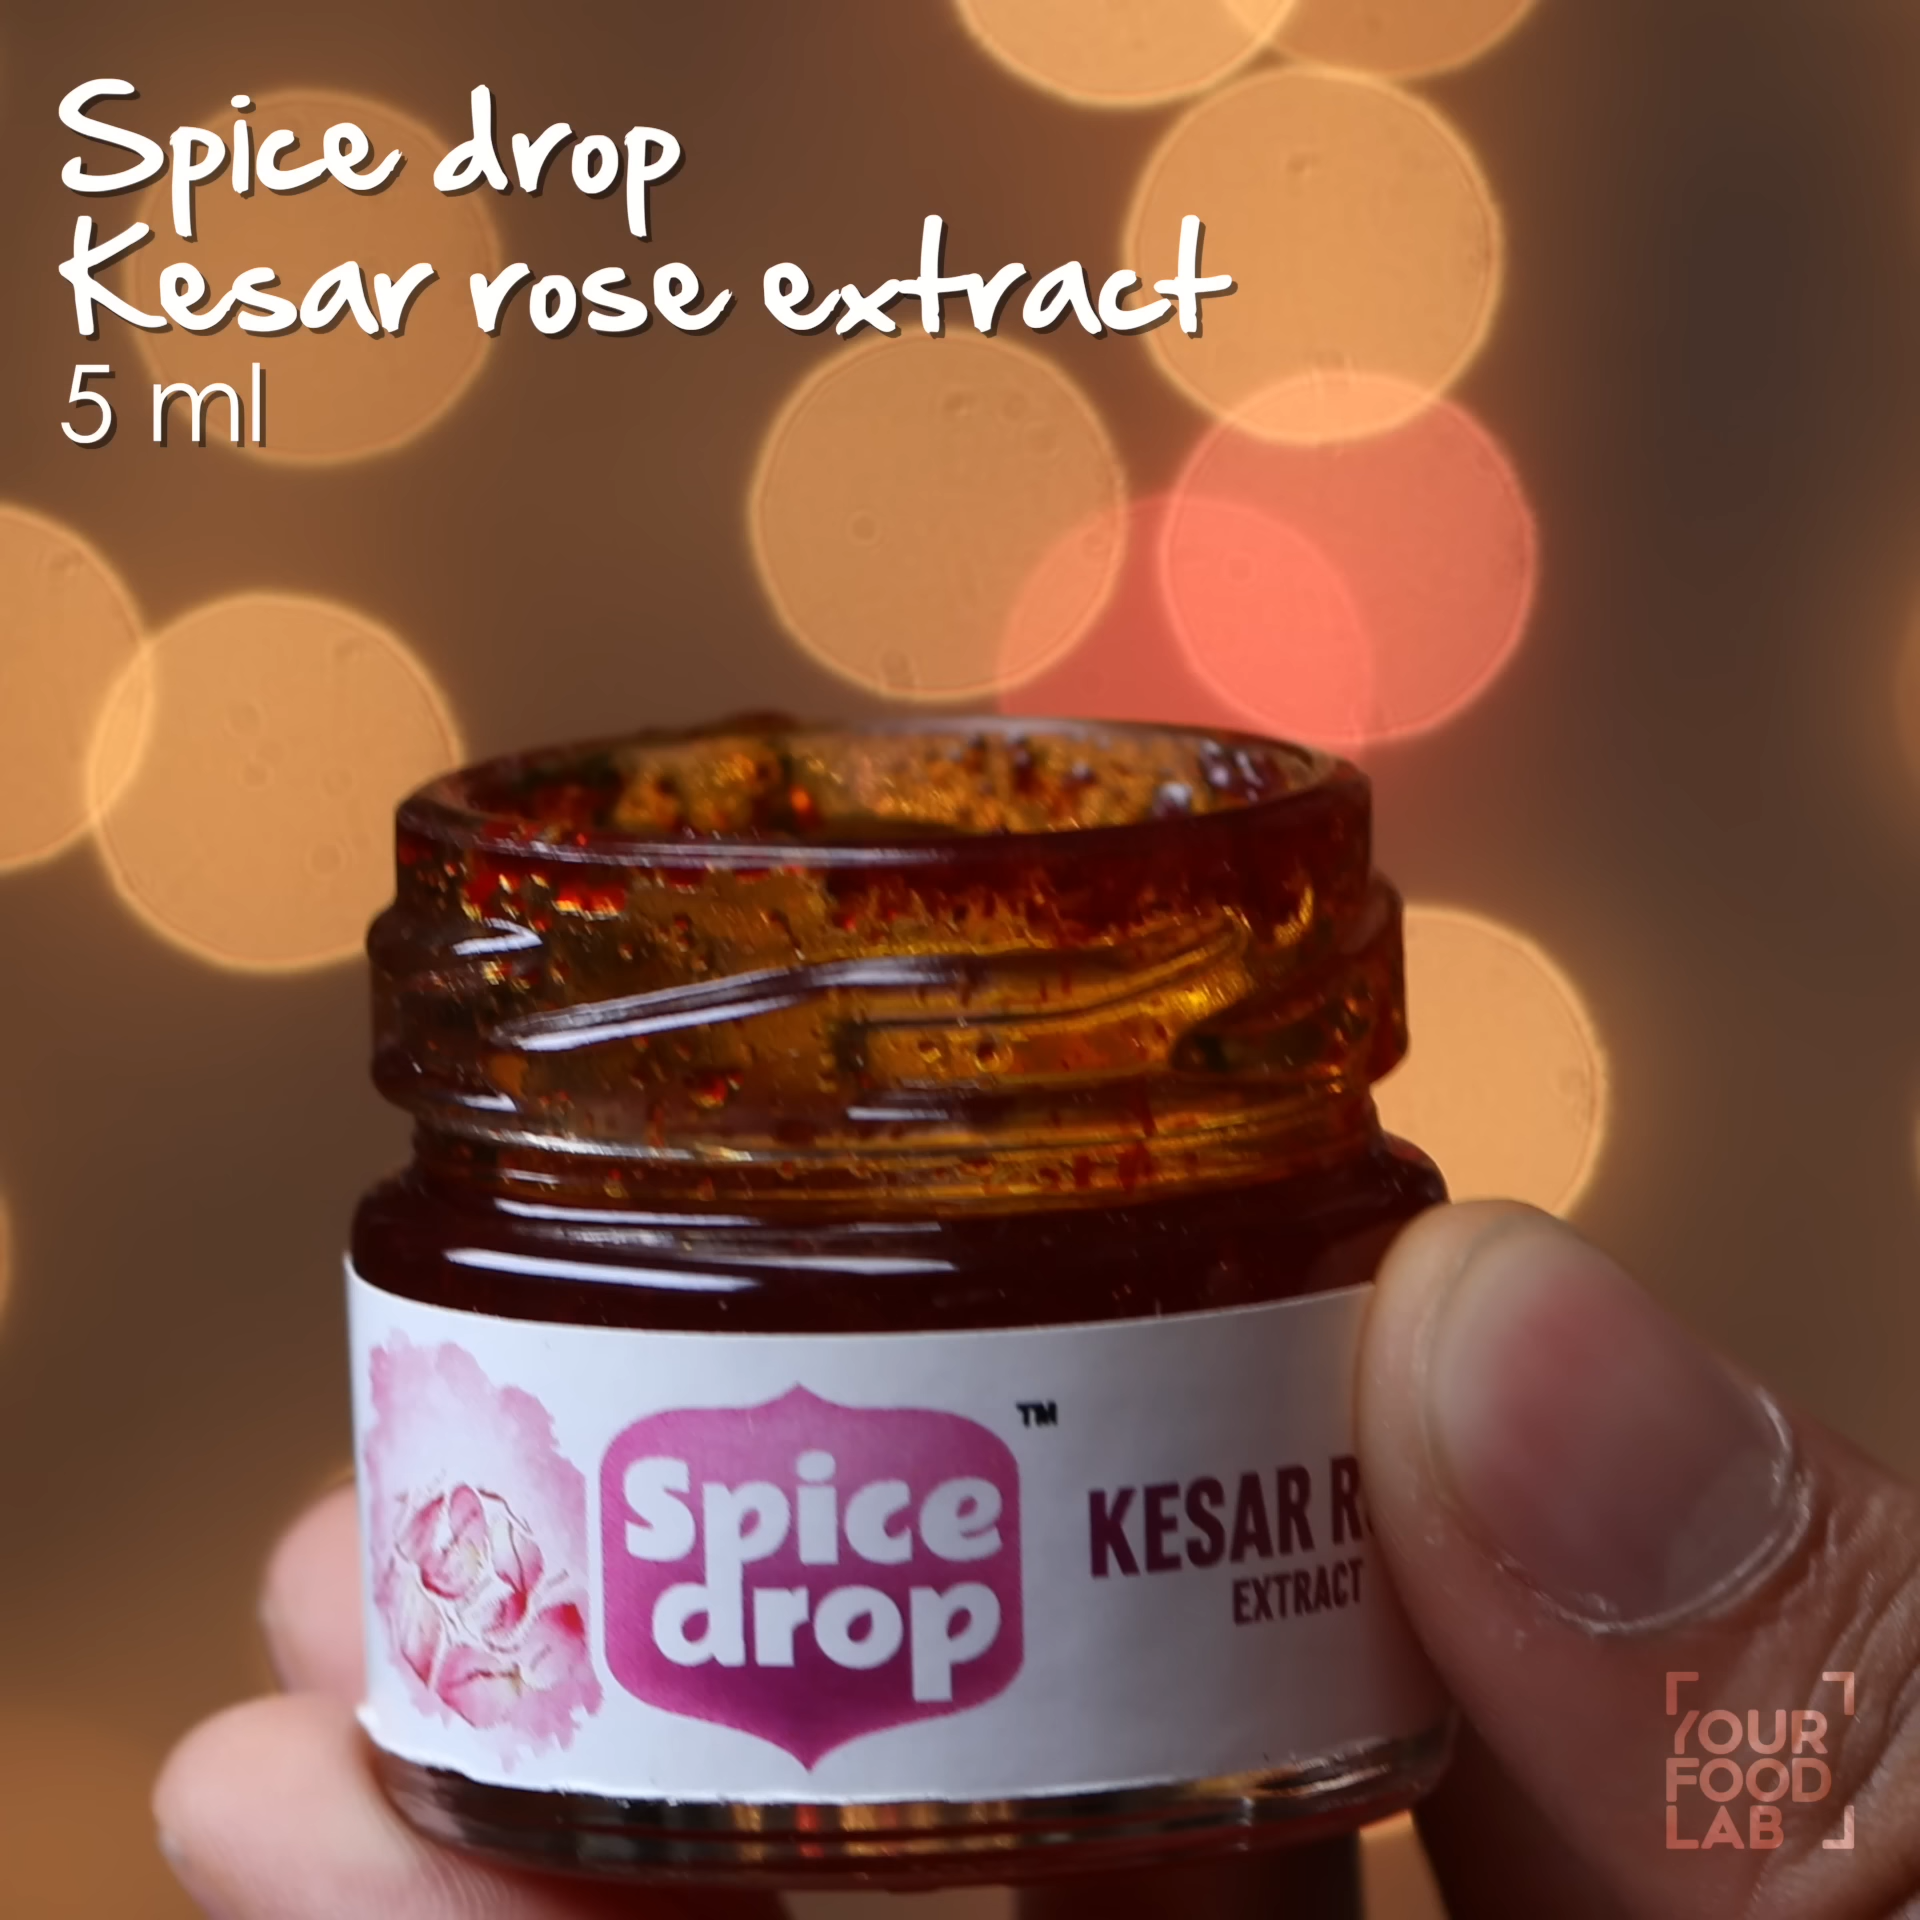 Spice drop
Kesar rose extract
5 ml
Spice
drop
™
KESAR
EXTRACT
YOUR
FOOD
LAB